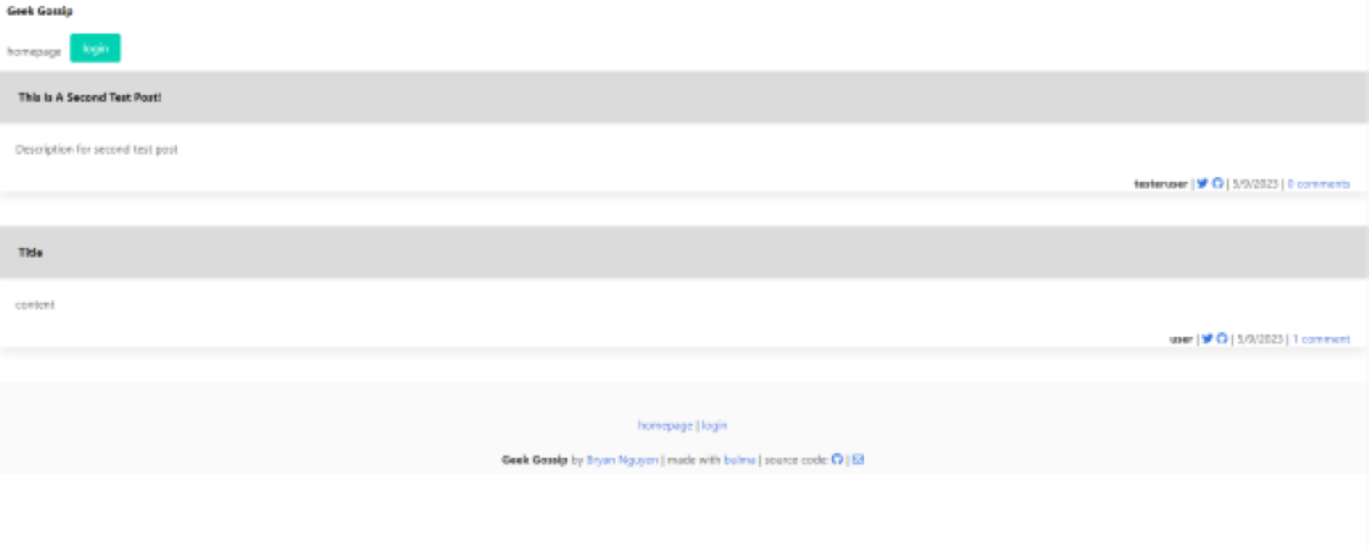 Geek Gossip
homepage login
This Is A Second Test Post!
Description for second test post
testeruser | | 5/9/2023 | 0 comments
Title
content
user | | 5/9/2023 | 1 comment
homepage | login
Geek Gossip by Bryan Nguyen | made with bulma | source code: |